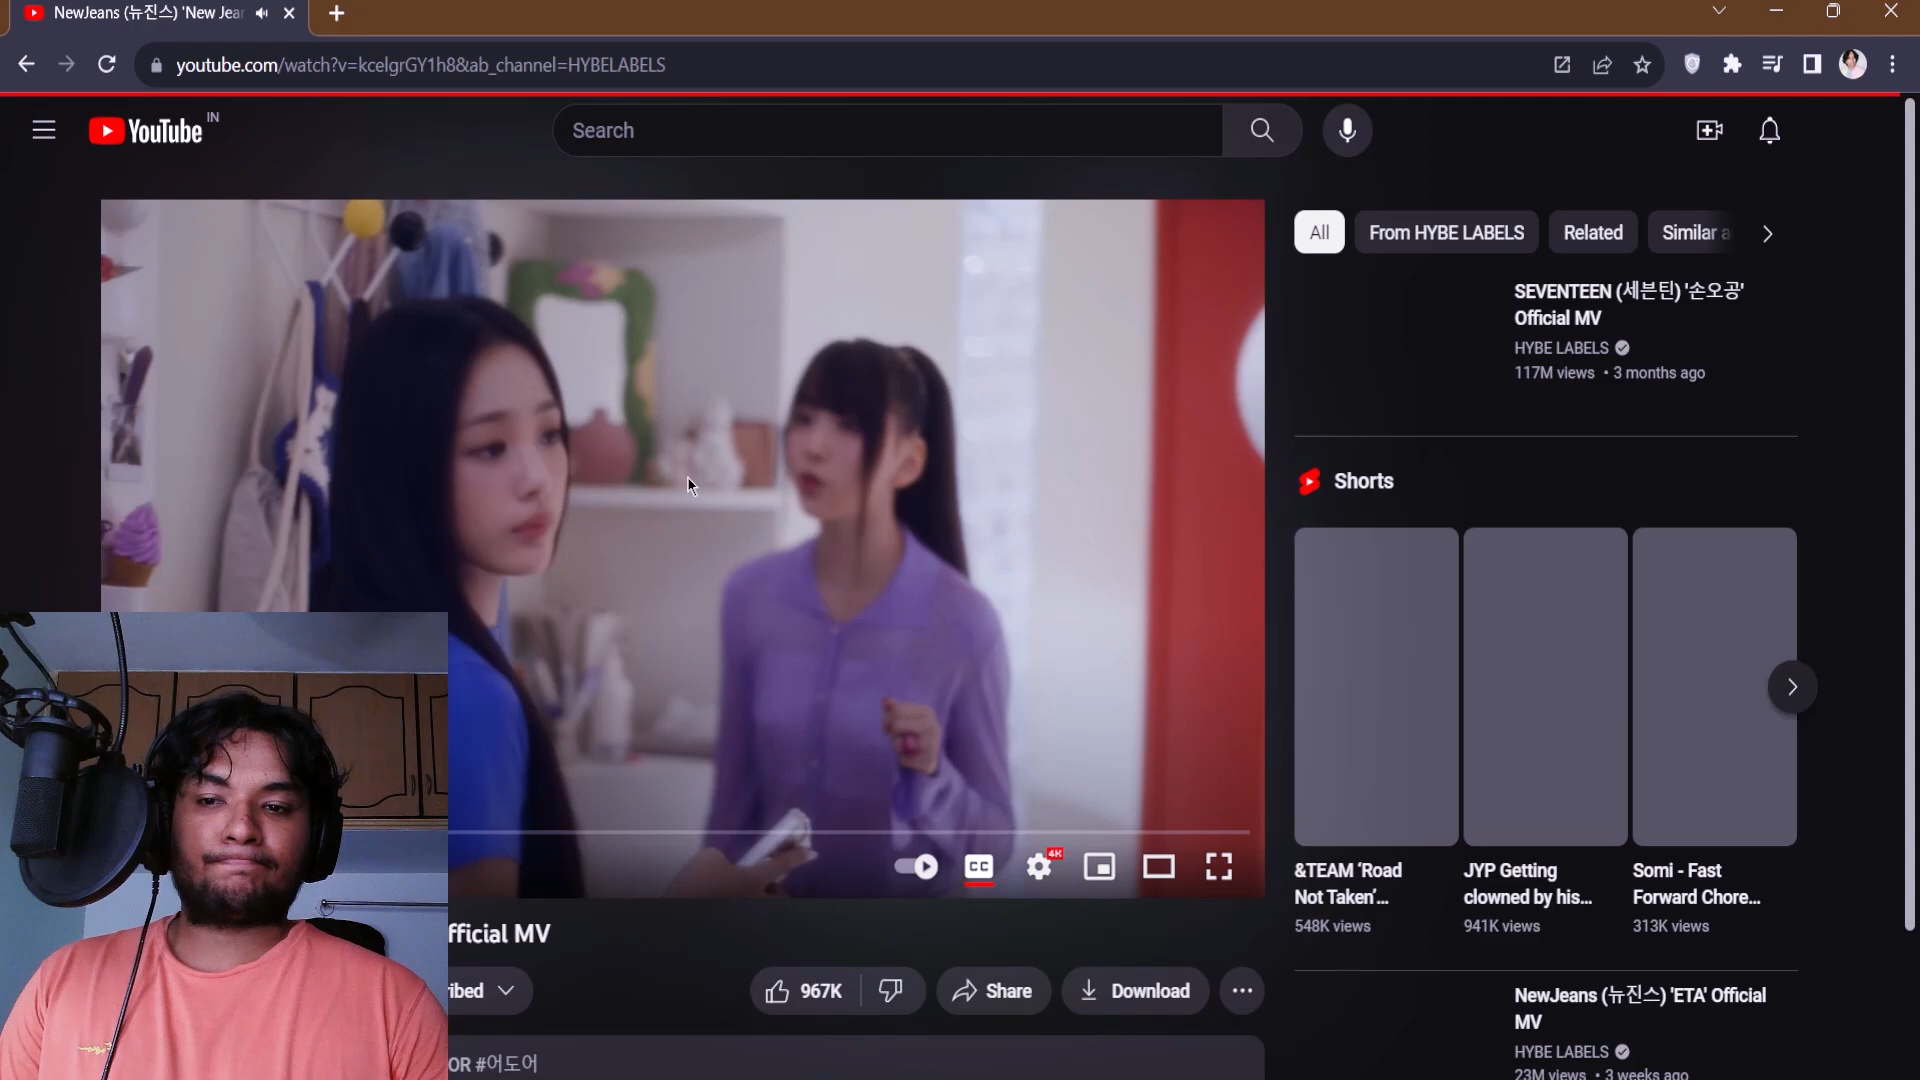 NewJeans (뉴진스) 'New Jear
youtube.com/watch?v=kcelgrGY1h8&ab_channel=HYBELABELS
YouTube IN
Search
All
From HYBE LABELS
Related
Similar a
SEVENTEEN (세븐틴) '손오공'
Official MV
HYBE LABELS
117M views • 3 months ago
Shorts
&TEAM ‘Road
Not Taken’...
548K views
JYP Getting
clowned by his...
941K views
Somi - Fast
Forward Chore...
313K views
CC
4K
fficial MV
ribed
967K
Share
Download
OR #어도어
NewJeans (뉴진스) 'ETA' Official
MV
HYBE LABELS
23M views • 3 weeks ago